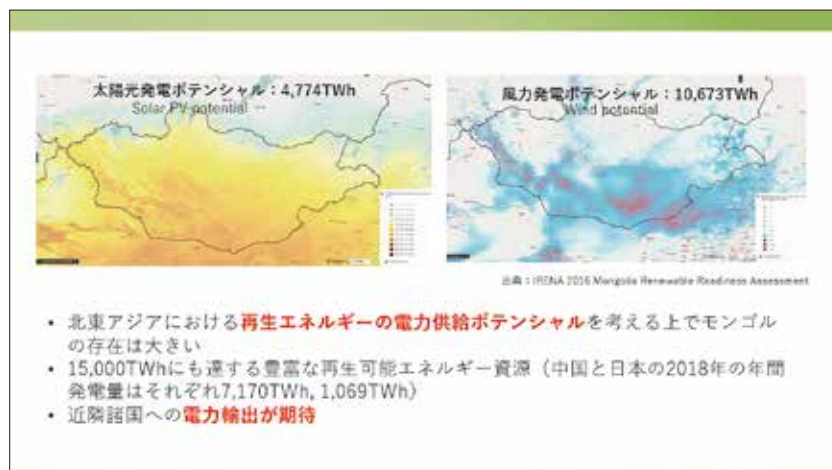 太陽光発電ポテンシャル：4,774TWh
Solar PV potential
風力発電ポテンシャル：10,673TWh
Wind potential
出典：IRENA 2016 Mongolia Renewable Readiness Assessment
• 北東アジアにおける再生エネルギーの電力供給ポテンシャルを考える上でモンゴル
の存在は大きい
• 15,000TWhにも達する豊富な再生可能エネルギー資源（中国と日本の2018年の年間
発電量はそれぞれ7,170TWh, 1,069TWh）
• 近隣諸国への電力輸出が期待